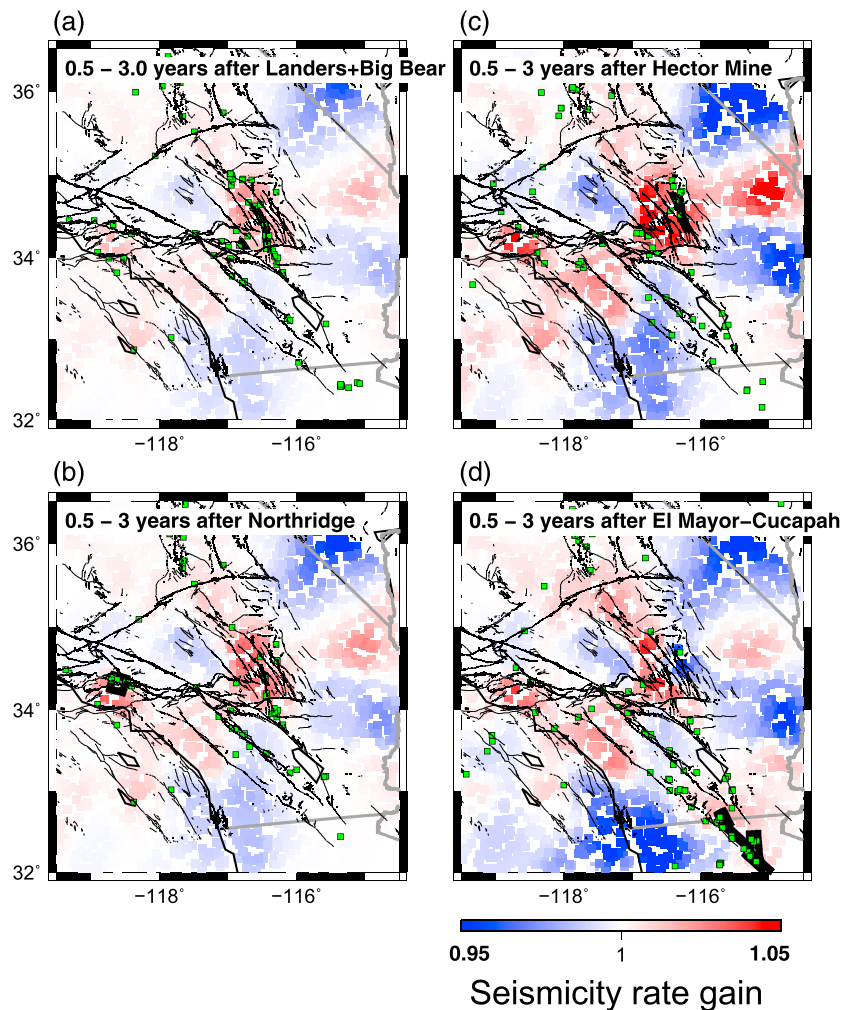 (a)
(c)
0.5 − 3.0 years after Landers+Big Bear
0.5 − 3 years after Hector Mine
36˚
34˚
32˚
−118˚
−116˚
−118˚
−116˚
(b)
(d)
0.5 − 3 years after Northridge
0.5 − 3 years after El Mayor−Cucapah
36˚
34˚
32˚
−118˚
−116˚
−118˚
−116˚
0.95
1
1.05
Seismicity rate gain